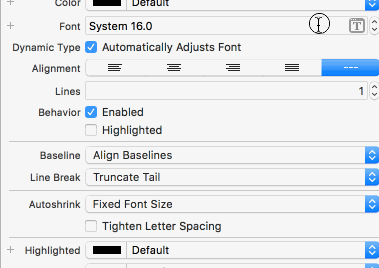 Color Default
Font System 16.0
Dynamic Type Automatically Adjusts Font
Alignment
Lines 1
Behavior Enabled
Highlighted
Baseline Align Baselines
Line Break Truncate Tail
Autoshrink Fixed Font Size
Tighten Letter Spacing
Highlighted Default